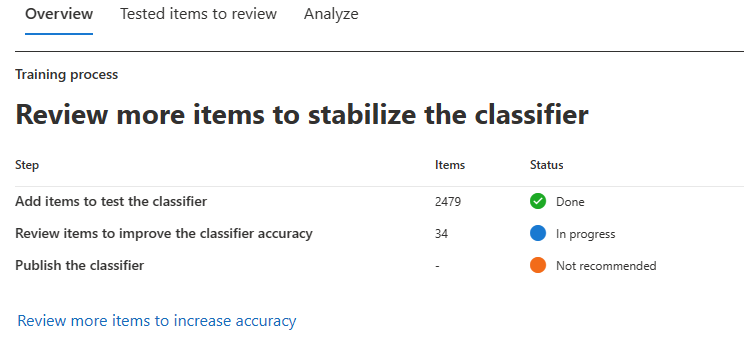 Overview Tested items to review Analyze
Training process
Review more items to stabilize the classifier
Step Items Status
Add items to test the classifier 2479 Done
Review items to improve the classifier accuracy 34 In progress
Publish the classifier - Not recommended
Review more items to increase accuracy